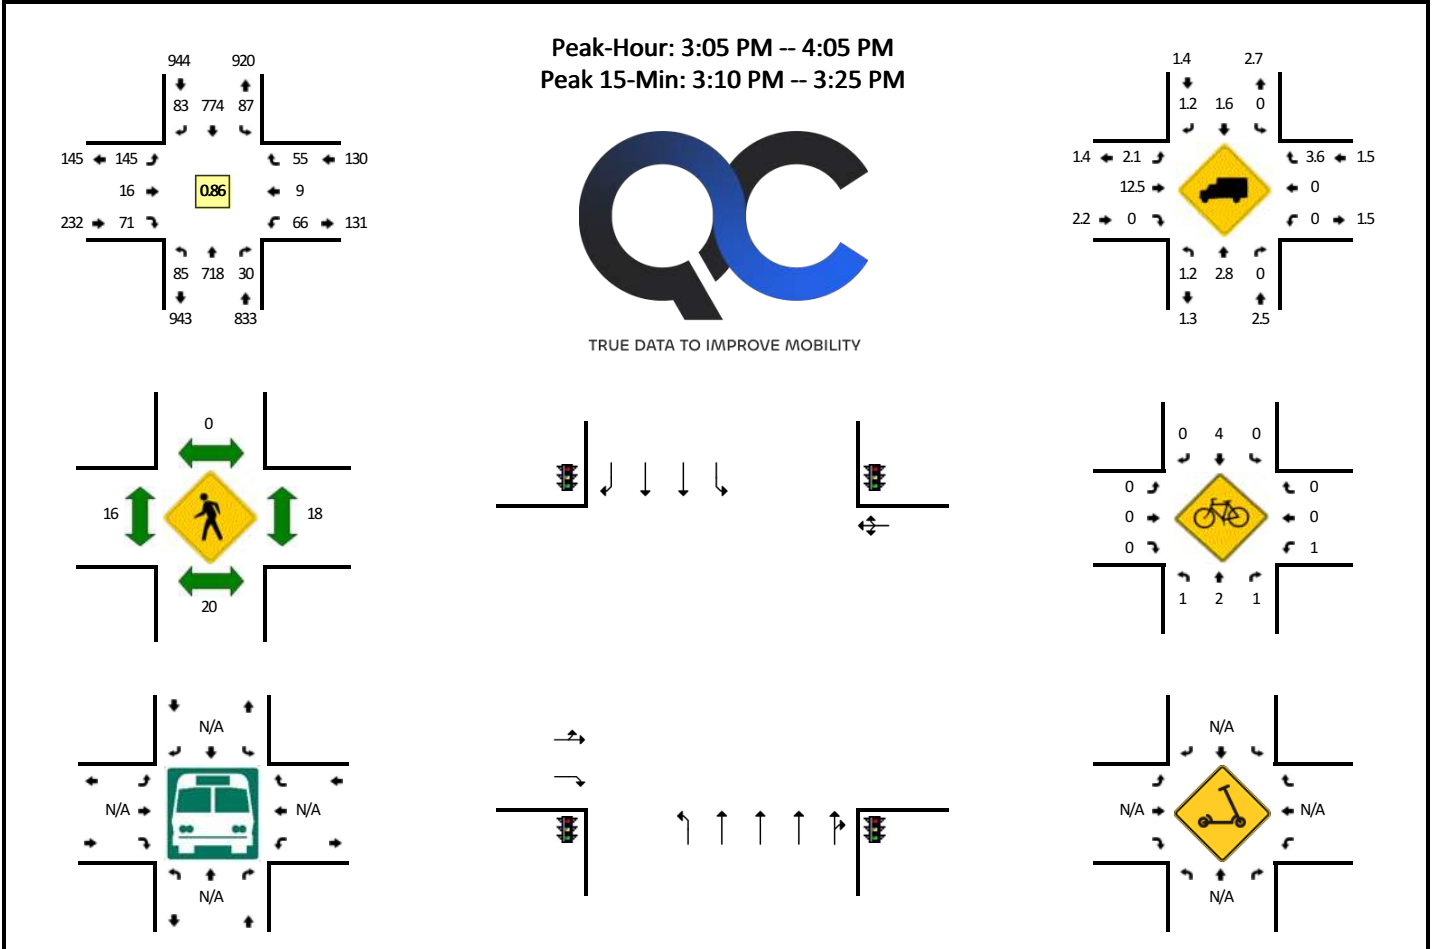 Peak-Hour: 3:05 PM -- 4:05 PM
Peak 15-Min: 3:10 PM -- 3:25 PM
944 920
83 774 87
145 145 55 130
16 0.86 9
232 71 66 131
85 718 30
943 833
QC
TRUE DATA TO IMPROVE MOBILITY
1.4 2.7
1.2 1.6 0
1.4 2.1 3.6 1.5
12.5 0
2.2 0 0 1.5
1.2 2.8 0
1.3 2.5
0
16 18
20
0 4 0
0 0
0 0
0 1
1 2 1
N/A
N/A N/A
N/A
N/A
N/A N/A
N/A